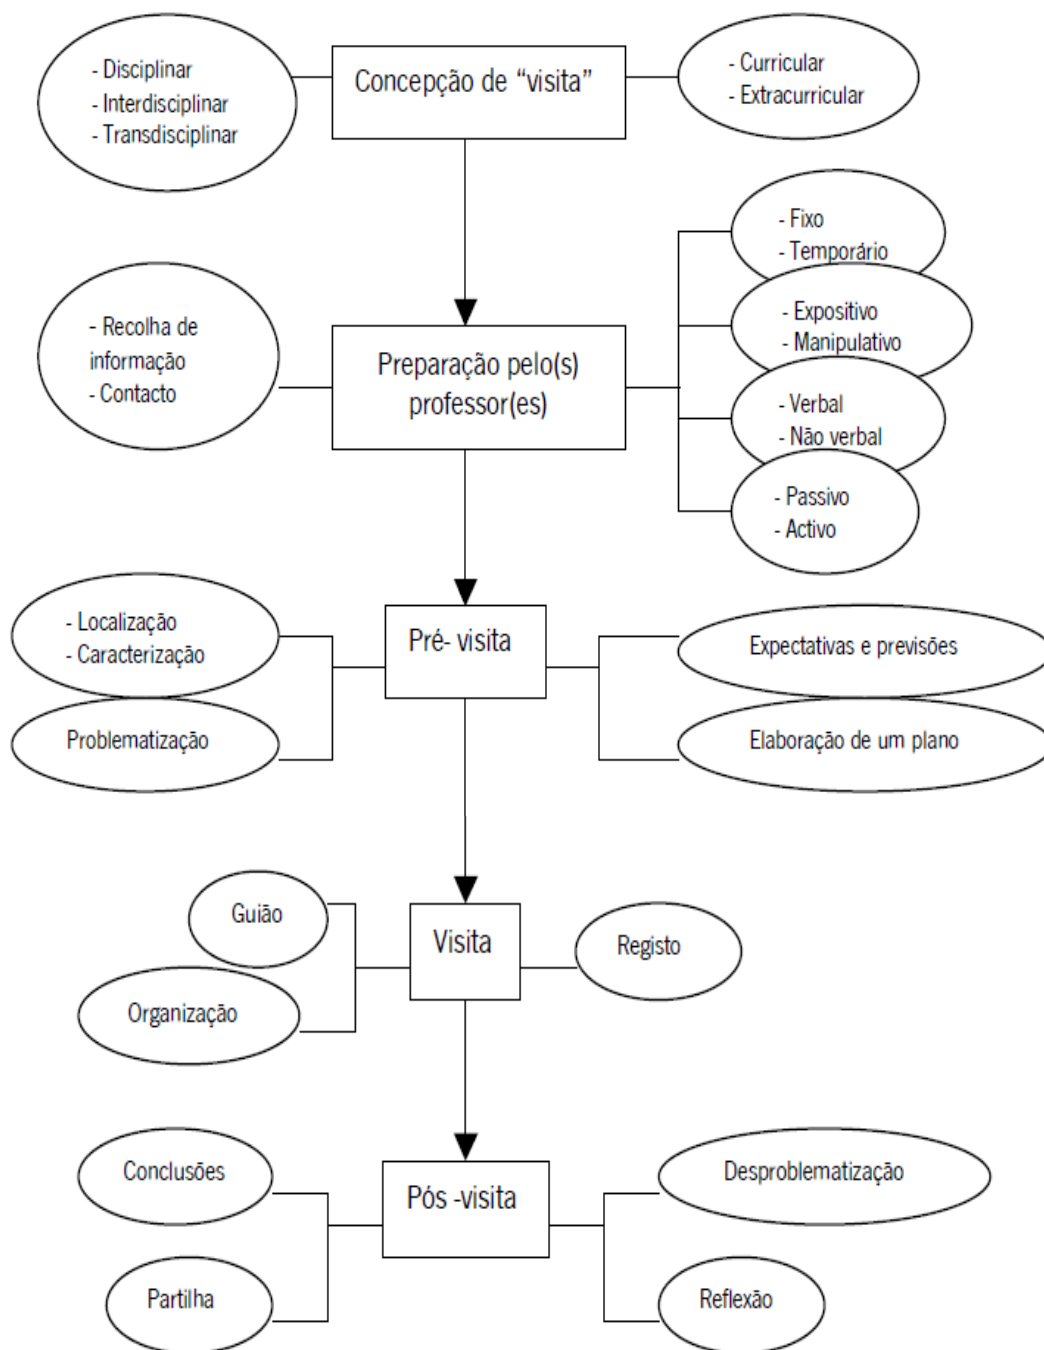 - Disciplinar
- Interdisciplinar
- Transdisciplinar
Concepção de “visita”
- Curricular
- Extracurricular
- Fixo
- Temporário
- Recolha de
informação
- Contacto
Preparação pelo(s)
professor(es)
- Expositivo
- Manipulativo
- Verbal
- Não verbal
- Passivo
- Activo
- Localização
- Caracterização
Problematização
Pré- visita
Expectativas e previsões
Elaboração de um plano
Guião
Organização
Visita
Registo
Conclusões
Partilha
Pós -visita
Desproblematização
Reflexão